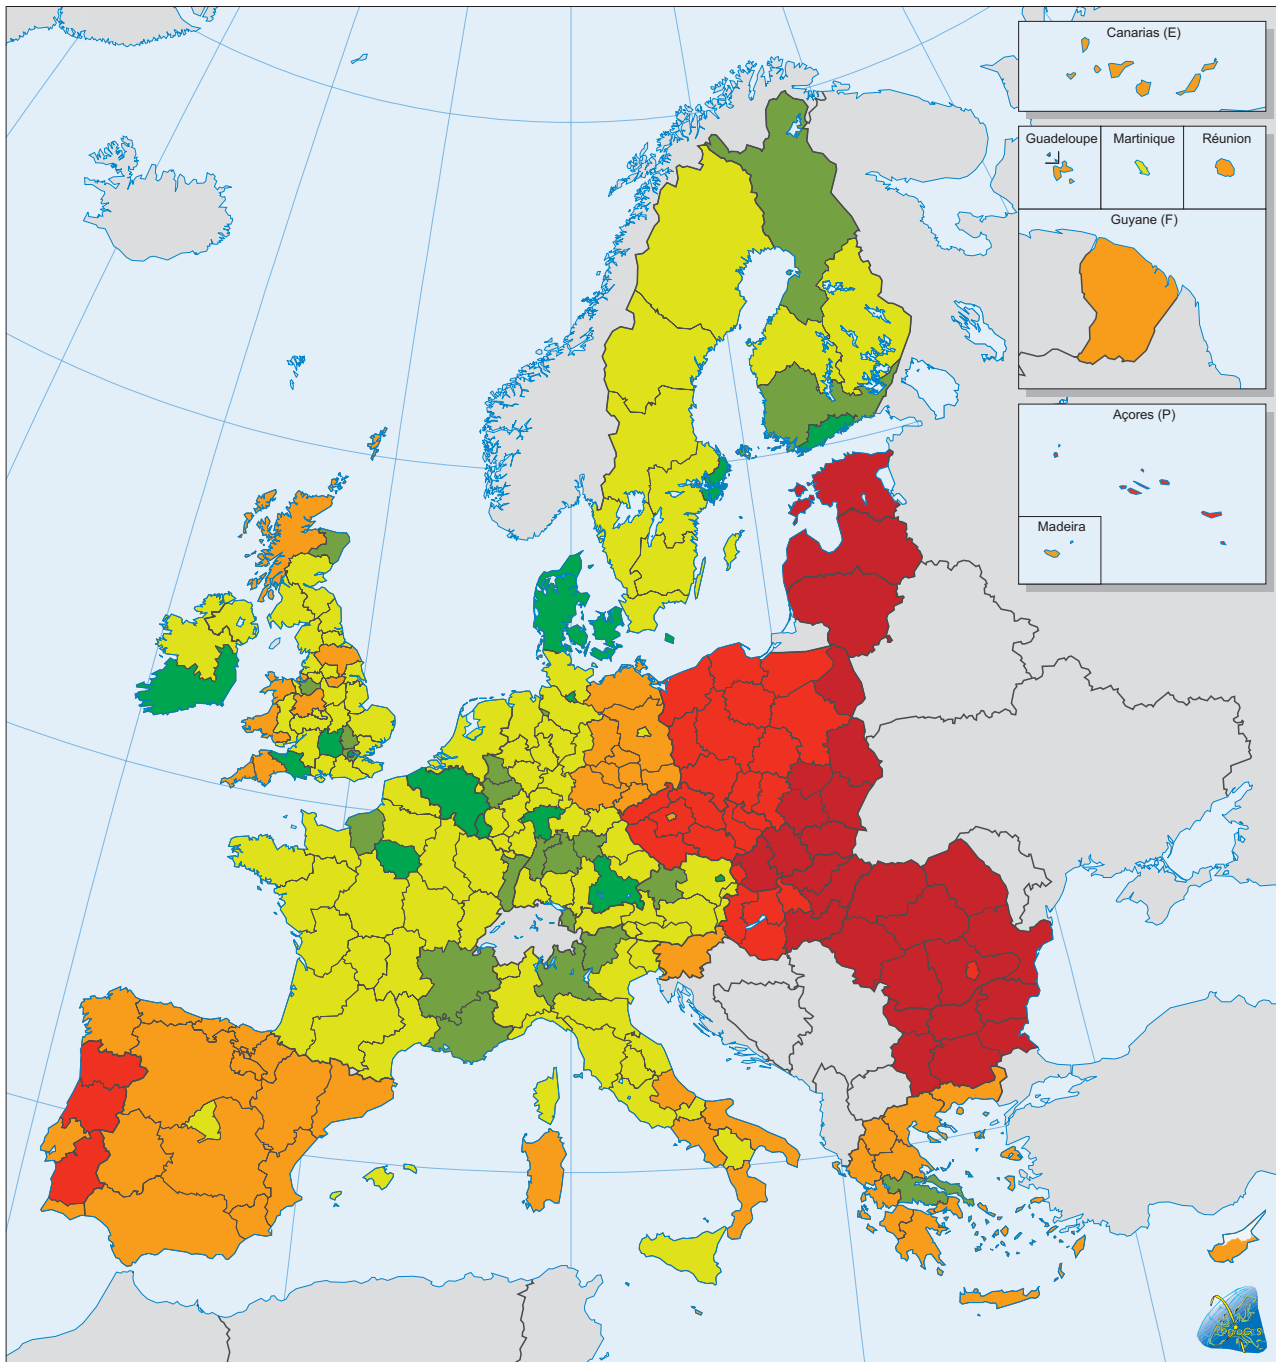 Canarias (E)
Guadeloupe
Martinique
Réunion
Guyane (F)
Açores (P)
Madeira